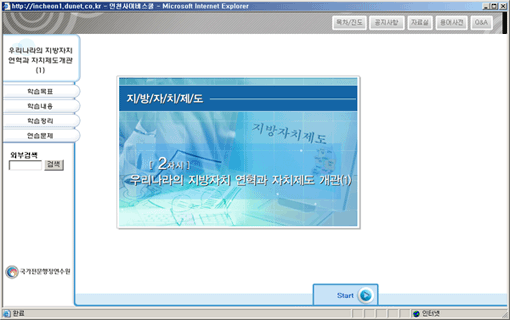 http://incheon1.dunet.co.kr - 인천사이버스쿨 - Microsoft Internet Explorer
목차/진도 공지사항 자료실 용어사전 Q&A
우리나라의 지방자치
연혁과 자치제도개관
(1)
학습목표
학습내용
학습정리
연습문제
외부검색
검색
지/방/자/치/제/도
지방자치제도
[ 2차시 ]
우리나라의 지방자치 연혁과 자치제도 개관(1)
국가전문행정연수원
Start
완료
인터넷